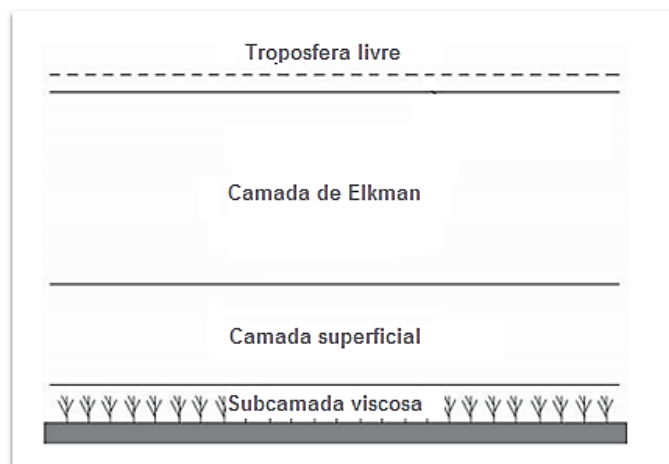 Troposfera livre
Camada de Elkman
Camada superficial
Subcamada viscosa